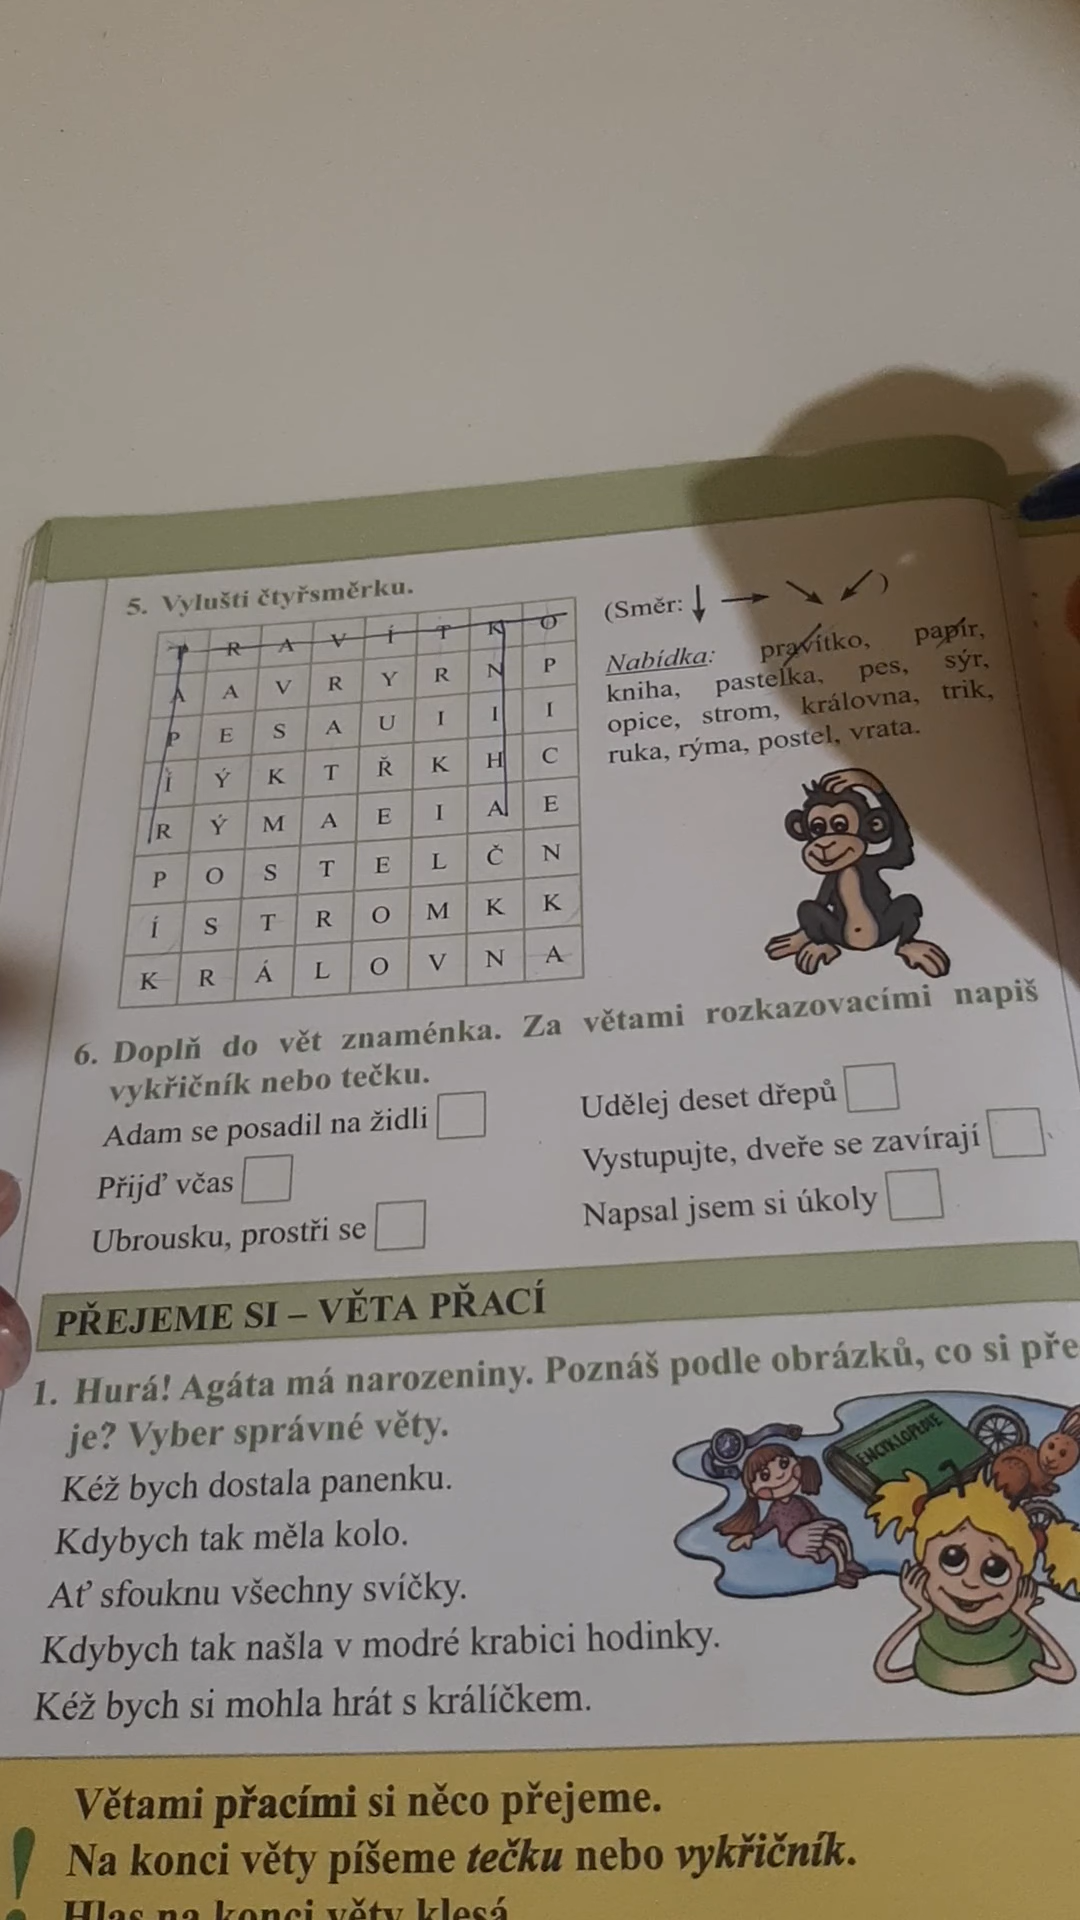 5. Vylušti čtyřsměrku.
(Směr: ↓ → ↘ ↙)
P R A V Í T K O
A A V R Y R N P
P E S A U I I I
Í Ý K T Ř K H C
R Ý M A E I A E
P O S T E L Č N
Í S T R O M K K
K R Á L O V N A
Nabídka: pravítko, papír,
kniha, pastelka, pes, sýr,
opice, strom, královna, trik,
ruka, rýma, postel, vrata.
6. Doplň do vět znaménka. Za větami rozkazovacími napiš
vykřičník nebo tečku.
Adam se posadil na židli
Přijď včas
Ubrousku, prostři se
Udělej deset dřepů
Vystupujte, dveře se zavírají
Napsal jsem si úkoly
PŘEJEME SI – VĚTA PŘACÍ
1. Hurá! Agáta má narozeniny. Poznáš podle obrázků, co si pře
je? Vyber správné věty.
ENCYKLOPEDIE
Kéž bych dostala panenku.
Kdybych tak měla kolo.
Ať sfouknu všechny svíčky.
Kdybych tak našla v modré krabici hodinky.
Kéž bych si mohla hrát s králíčkem.
Větami přacími si něco přejeme.
! Na konci věty píšeme tečku nebo vykřičník.
Hlas na konci věty klesá